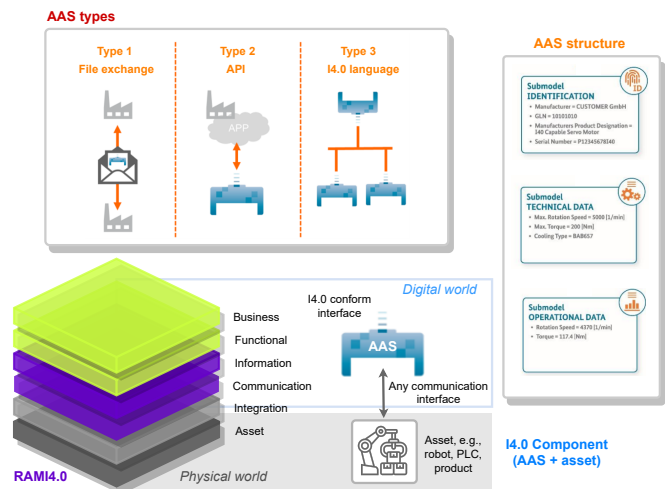 AAS types
Type 1
File exchange
Type 2
API
Type 3
I4.0 language
APP
AAS structure
ID
Submodel
IDENTIFICATION
• Manufacturer = CUSTOMER GmbH
• GLN = 10101010
• Manufacturers Product Designation =
I40 Capable Servo Motor
• Serial Number = P12345678I40
Submodel
TECHNICAL DATA
• Max. Rotation Speed = 5000 [1/min]
• Max. Torque = 200 [Nm]
• Cooling Type = BAB657
Submodel
OPERATIONAL DATA
• Rotation Speed = 4370 [1/min]
• Torque = 117.4 [Nm]
Digital world
I4.0 conform
interface
Business
Functional
Information
Communication
Integration
Asset
AAS
Any communication
interface
Asset, e.g.,
robot, PLC,
product
RAMI4.0
Physical world
I4.0 Component
(AAS + asset)